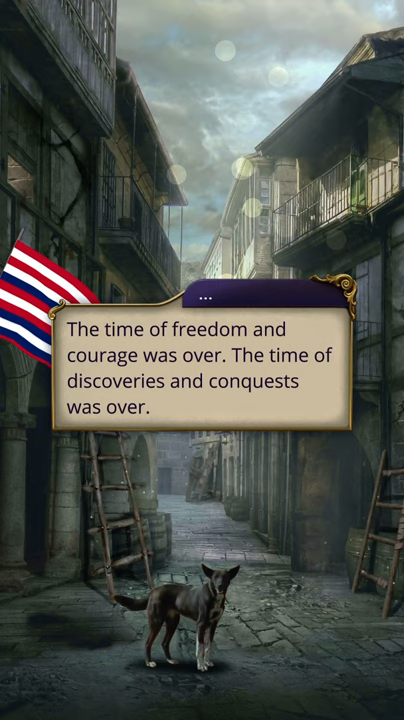 ...
The time of freedom and
courage was over. The time of
discoveries and conquests
was over.